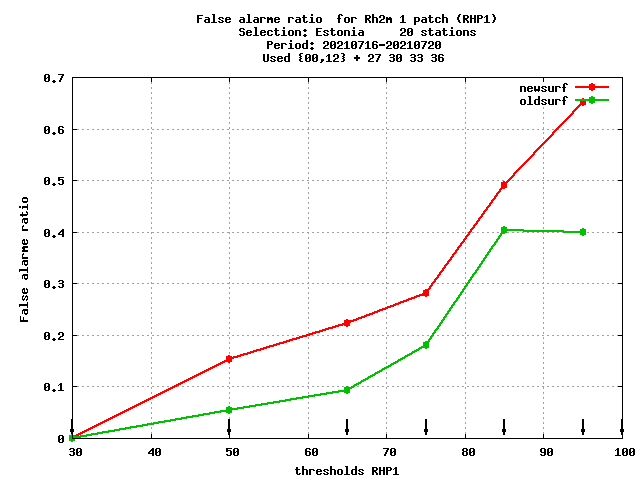 False alarme ratio  for Rh2m 1 patch (RHP1)
Selection: Estonia     20 stations
Period: 20210716-20210720
Used {00,12} + 27 30 33 36
newsurf
oldsurf
0.7
0.6
0.5
0.4
0.3
0.2
0.1
0
False alarme ratio
30 40 50 60 70 80 90 100
thresholds RHP1